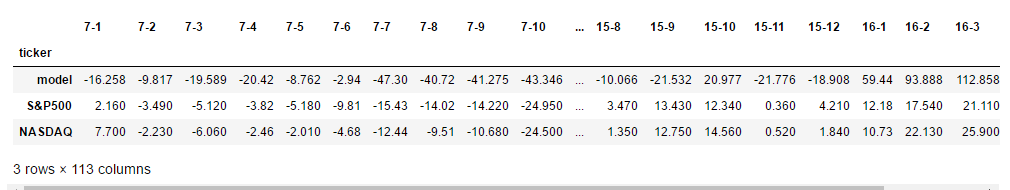 7-1 7-2 7-3 7-4 7-5 7-6 7-7 7-8 7-9 7-10 ... 15-8 15-9 15-10 15-11 15-12 16-1 16-2 16-3
ticker
model -16.258 -9.817 -19.589 -20.42 -8.762 -2.94 -47.30 -40.72 -41.275 -43.346 ... -10.066 -21.532 20.977 -21.776 -18.908 59.44 93.888 112.858
S&P500 2.160 -3.490 -5.120 -3.82 -5.180 -9.81 -15.43 -14.02 -14.220 -24.950 ... 3.470 13.430 12.340 0.360 4.210 12.18 17.540 21.110
NASDAQ 7.700 -2.230 -6.060 -2.46 -2.010 -4.68 -12.44 -9.51 -10.680 -24.500 ... 1.350 12.750 14.560 0.520 1.840 10.73 22.130 25.900
3 rows × 113 columns